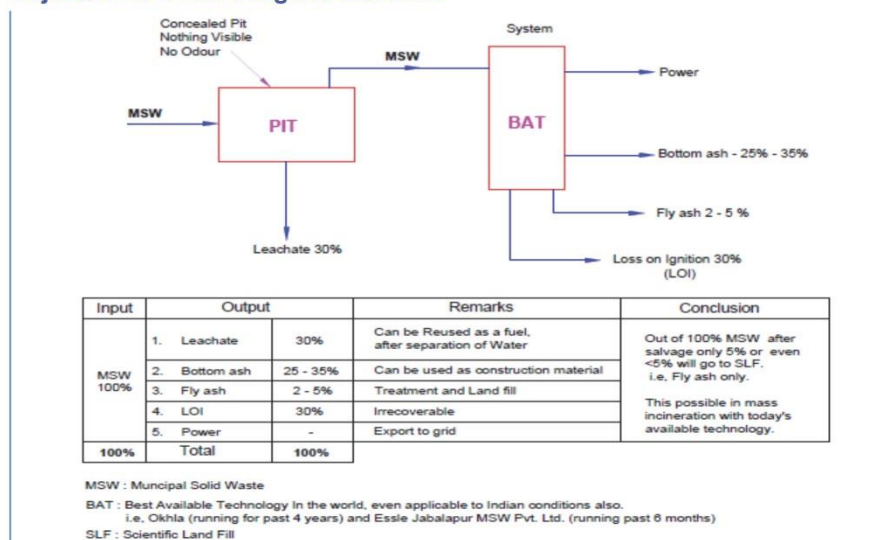 Concealed Pit
Nothing Visible
No Odour
System
MSW
Power
MSW
PIT
BAT
Bottom ash - 25% - 35%
Fly ash 2 - 5 %
Leachate 30%
Loss on Ignition 30%
(LOI)
Input Output Remarks Conclusion
MSW
100%
1. Leachate 30% Can be Reused as a fuel,
after separation of Water
2. Bottom ash 25 - 35% Can be used as construction material
3. Fly ash 2 - 5% Treatment and Land fill
4. LOI 30% Irrecoverable
5. Power - Export to grid
Out of 100% MSW after
salvage only 5% or even
<5% will go to SLF.
i.e, Fly ash only.
This possible in mass
incineration with today's
available technology.
100% Total 100%
MSW : Muncipal Solid Waste
BAT : Best Available Technology In the world, even applicable to Indian conditions also.
i.e, Okhla (running for past 4 years) and Essle Jabalapur MSW Pvt. Ltd. (running past 6 months)
SLF : Scientific Land Fill